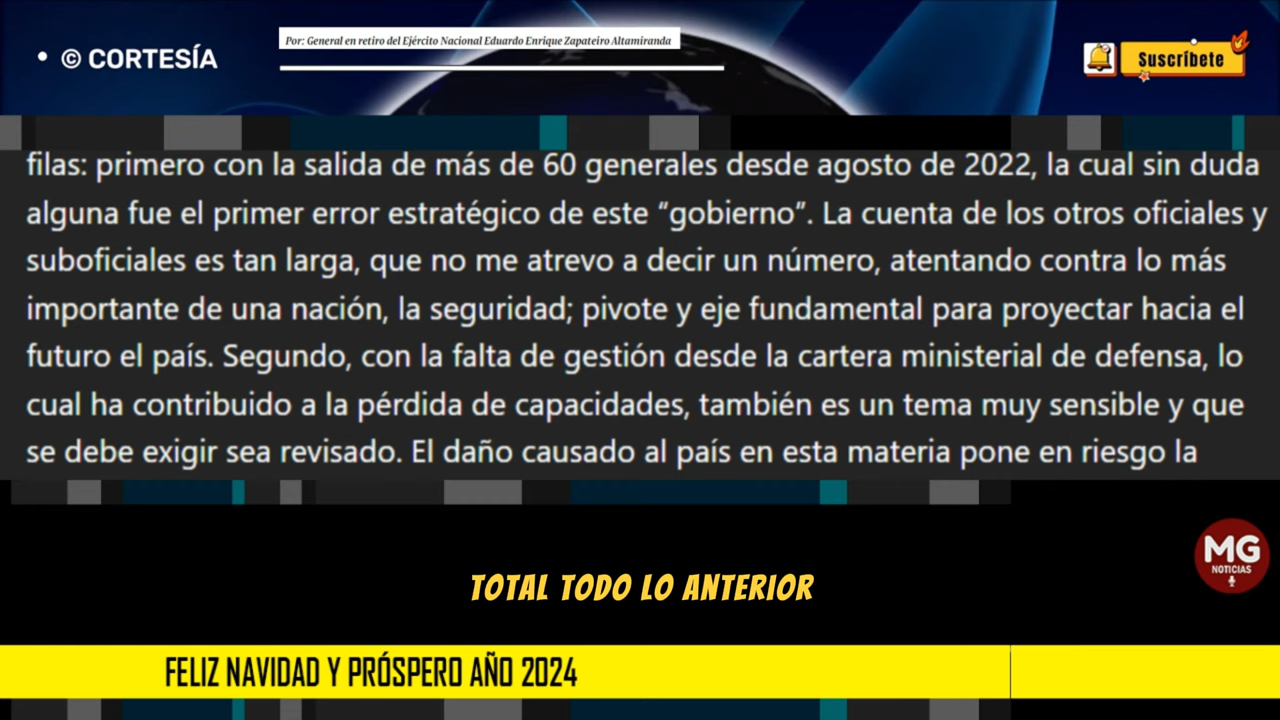 © CORTESÍA
Por: General en retiro del Ejército Nacional Eduardo Enrique Zapateiro Altamiranda
Suscríbete
filas: primero con la salida de más de 60 generales desde agosto de 2022, la cual sin duda
alguna fue el primer error estratégico de este “gobierno”. La cuenta de los otros oficiales y
suboficiales es tan larga, que no me atrevo a decir un número, atentando contra lo más
importante de una nación, la seguridad; pivote y eje fundamental para proyectar hacia el
futuro el país. Segundo, con la falta de gestión desde la cartera ministerial de defensa, lo
cual ha contribuido a la pérdida de capacidades, también es un tema muy sensible y que
se debe exigir sea revisado. El daño causado al país en esta materia pone en riesgo la
MG
NOTICIAS
TOTAL TODO LO ANTERIOR
FELIZ NAVIDAD Y PRÓSPERO AÑO 2024